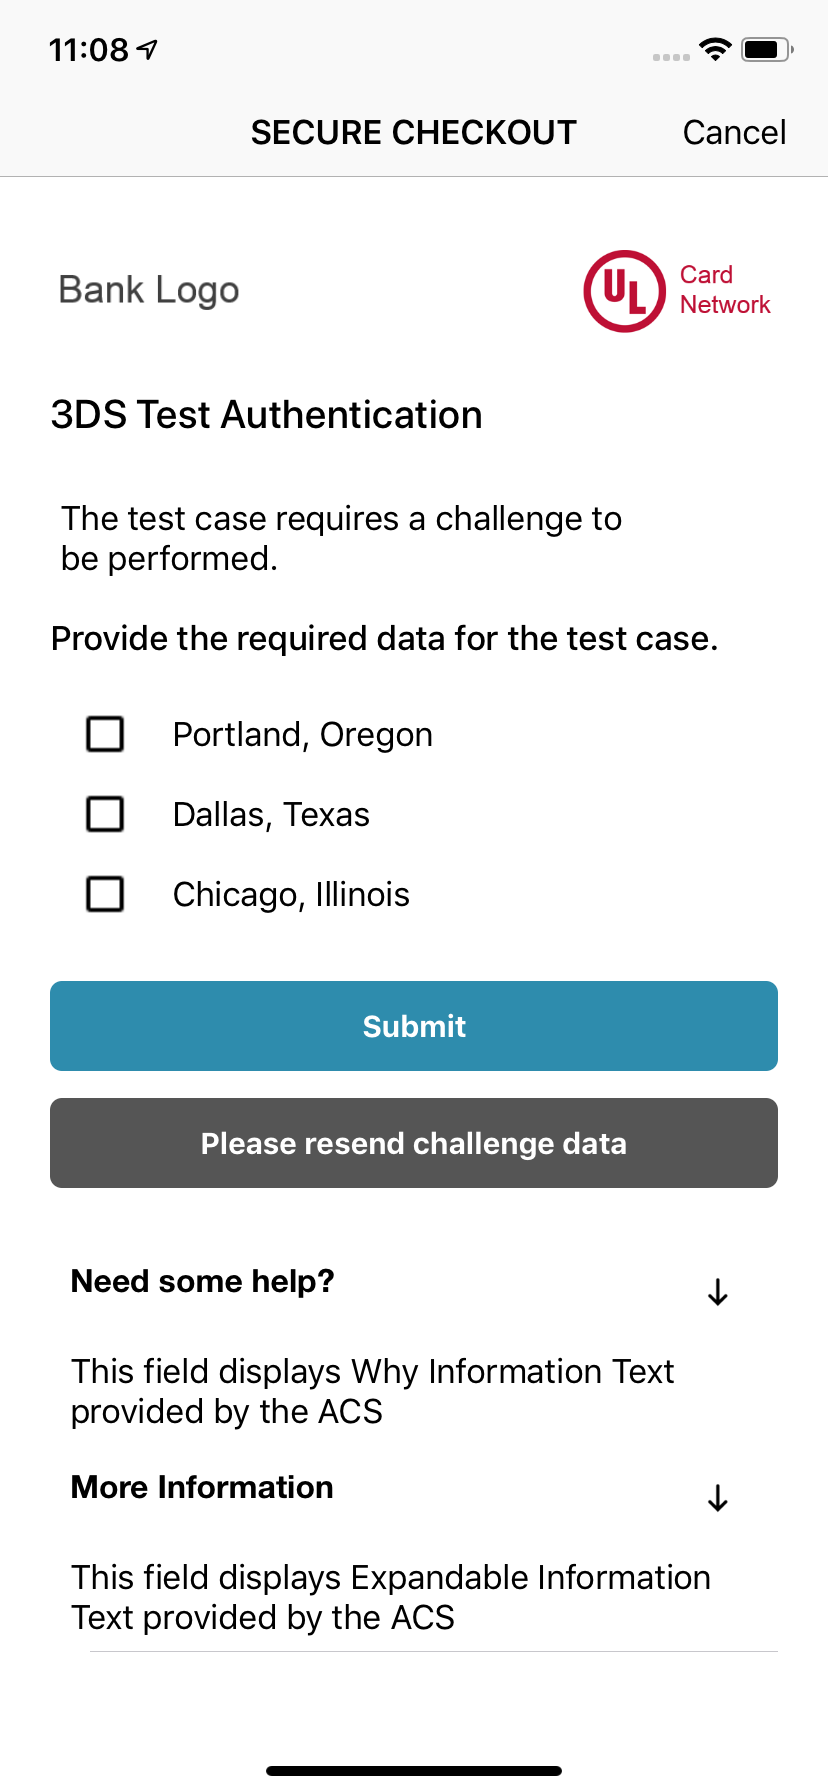 11:08
SECURE CHECKOUT
Cancel
Bank Logo
UL
Card
Network
3DS Test Authentication
The test case requires a challenge to
be performed.
Provide the required data for the test case.
Portland, Oregon
Dallas, Texas
Chicago, Illinois
Submit
Please resend challenge data
Need some help?
This field displays Why Information Text
provided by the ACS
More Information
This field displays Expandable Information
Text provided by the ACS